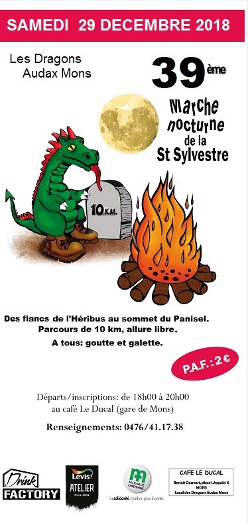 SAMEDI 29 DECEMBRE 2018
Les Dragons
Audax Mons
39ème
Marche
nocturne
de la
St Sylvestre
10 KM.
Des flancs de l'Héribus au sommet du Panisel.
Parcours de 10 km, allure libre.
A tous: goutte et galette.
P.A.F.: 2 €
Départs/inscriptions: de 18h00 à 20h00
au café Le Ducal (gare de Mons)
Renseignements: 0476/41.17.38
Drink
FACTORY
Levis
ATELIER
M
CAFE LE DUCAL
MONS